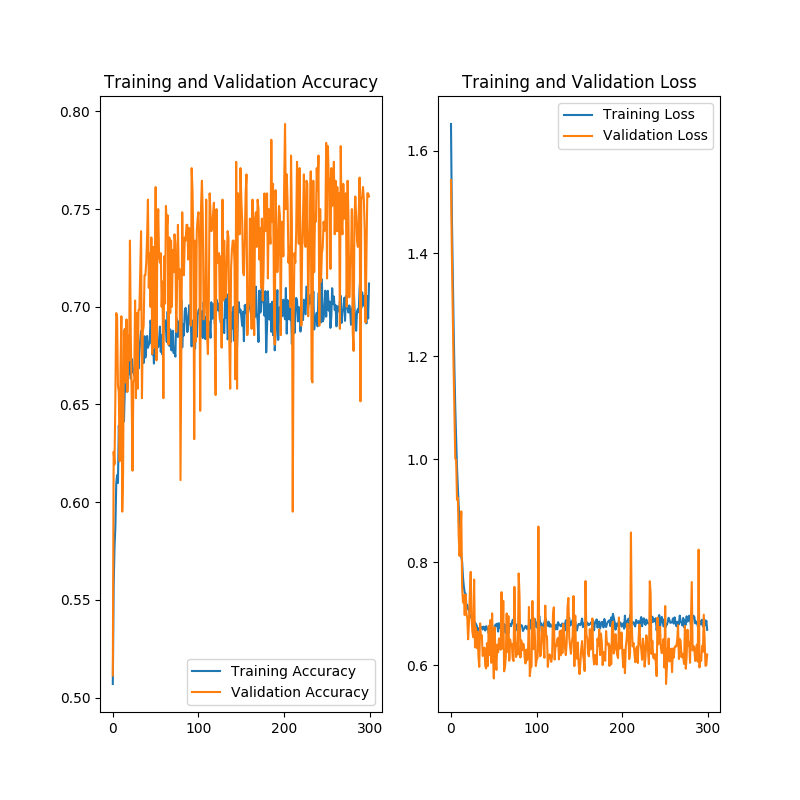 Training and Validation Accuracy
0.80
0.75
0.70
0.65
0.60
0.55
0.50
0 100 200 300
Training Accuracy
Validation Accuracy
Training and Validation Loss
1.6
1.4
1.2
1.0
0.8
0.6
0 100 200 300
Training Loss
Validation Loss